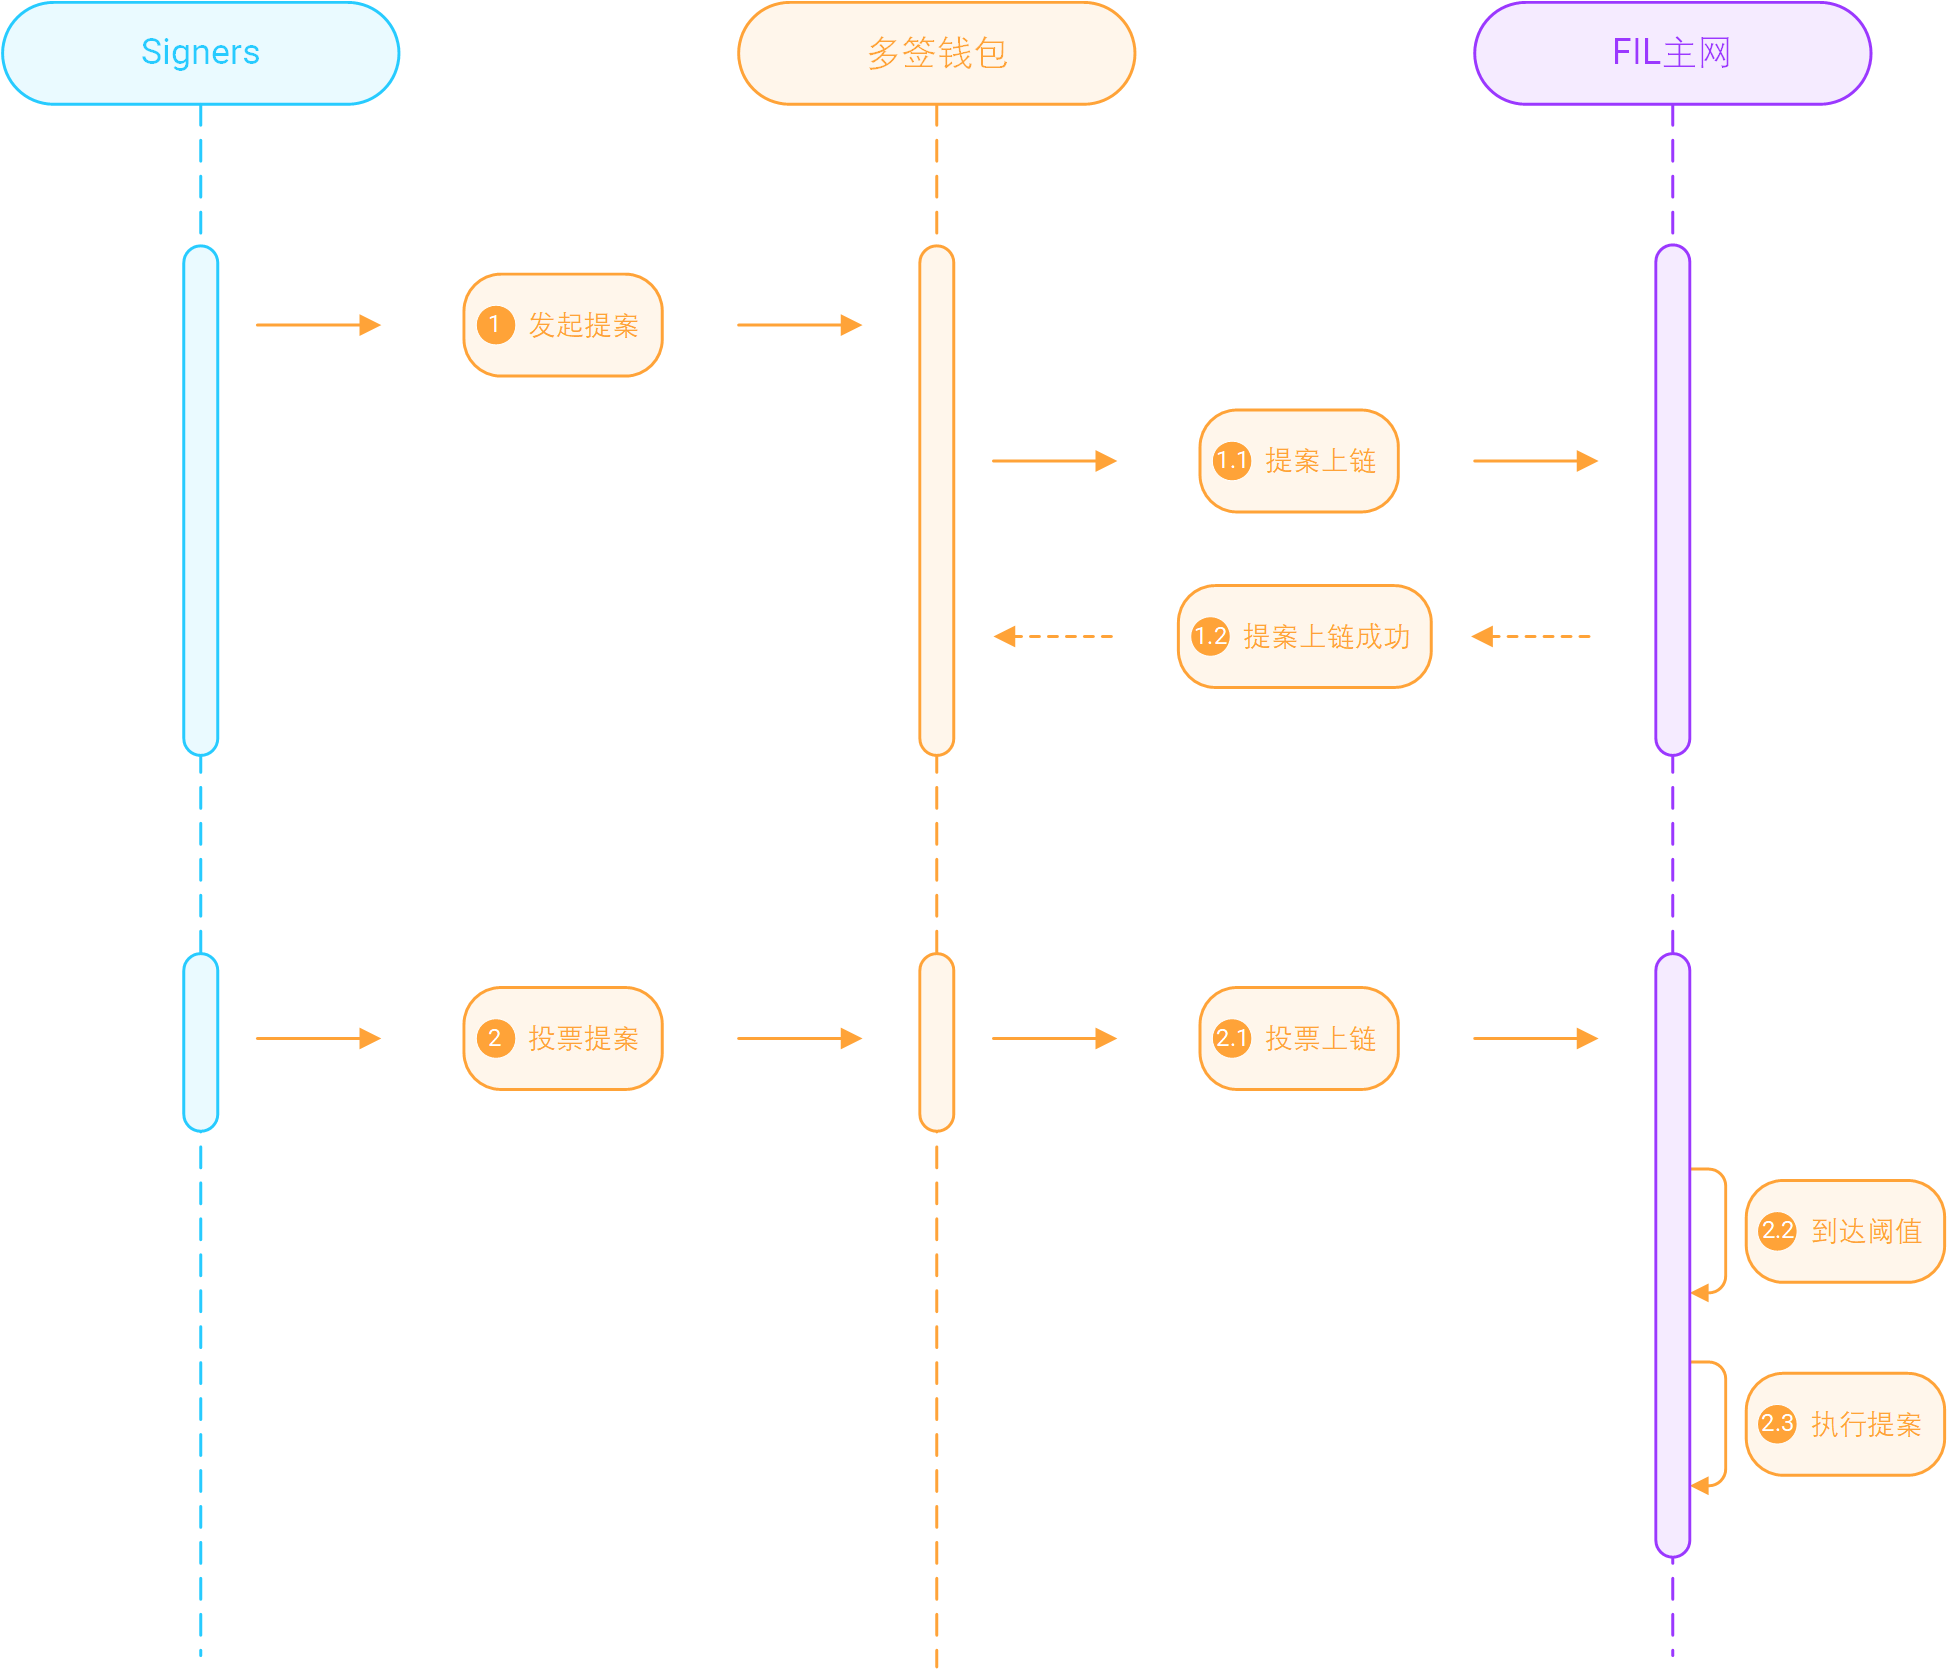 Signers
多签钱包
FIL主网
1 发起提案
1.1 提案上链
1.2 提案上链成功
2 投票提案
2.1 投票上链
2.2 到达阈值
2.3 执行提案